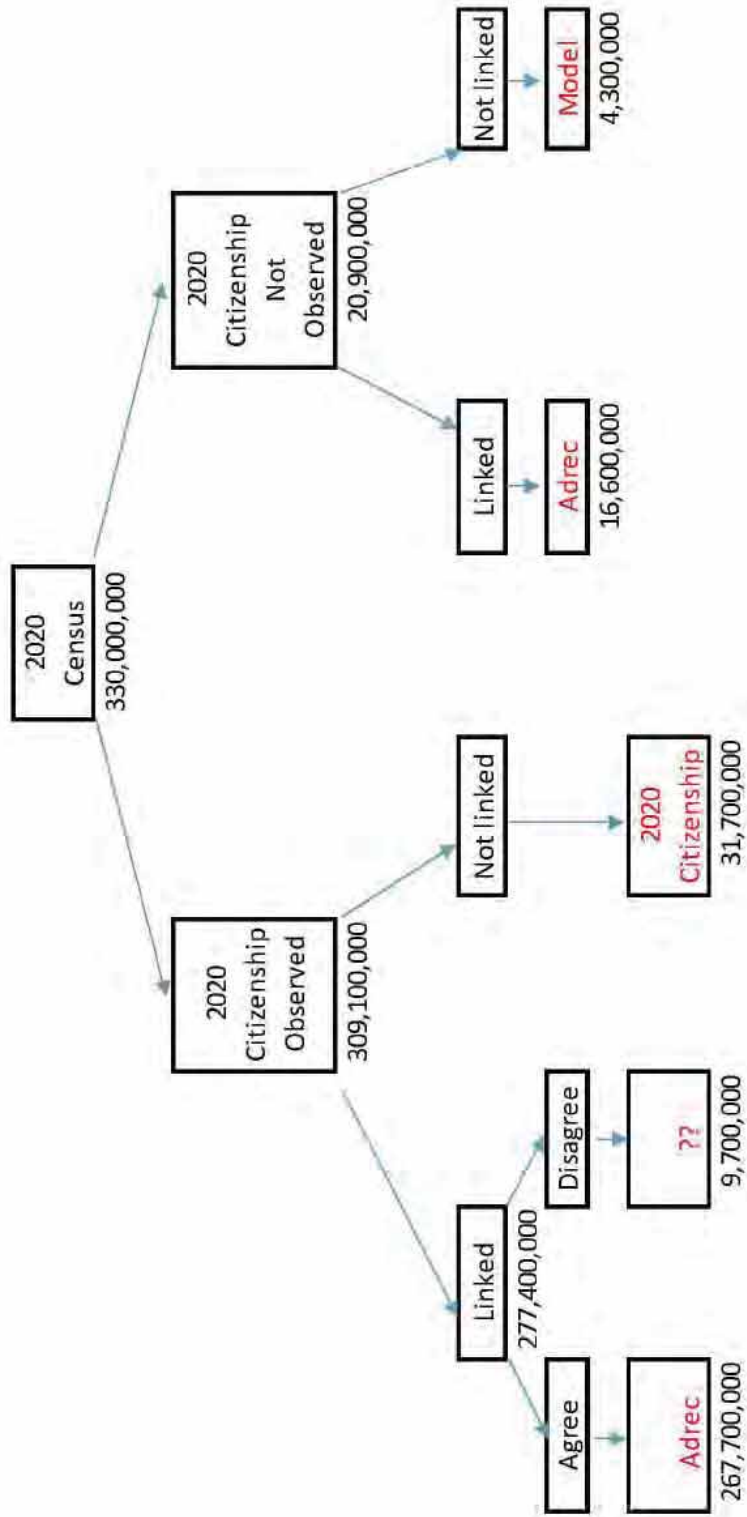 2020
Census
330,000,000
2020
Citizenship
Observed
309,100,000
2020
Citizenship
Not
Observed
20,900,000
Linked
277,400,000
Not linked
Linked
Not linked
Agree
Disagree
Adrec
16,600,000
Model
4,300,000
Adrec
267,700,000
??
9,700,000
2020
Citizenship
31,700,000